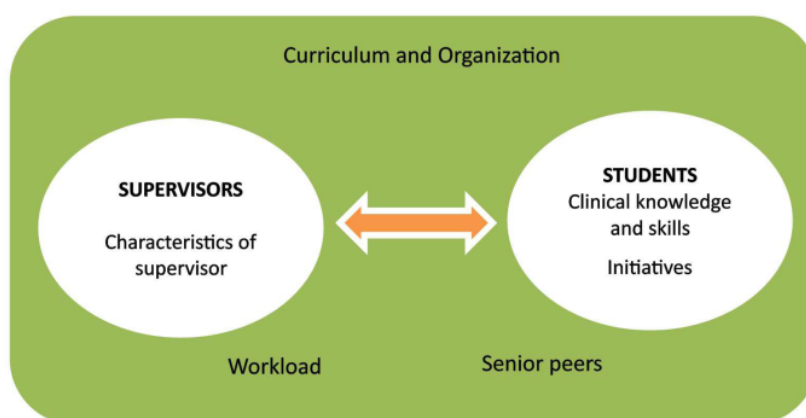 Curriculum and Organization
SUPERVISORS
Characteristics of
supervisor
STUDENTS
Clinical knowledge
and skills
Initiatives
Workload
Senior peers